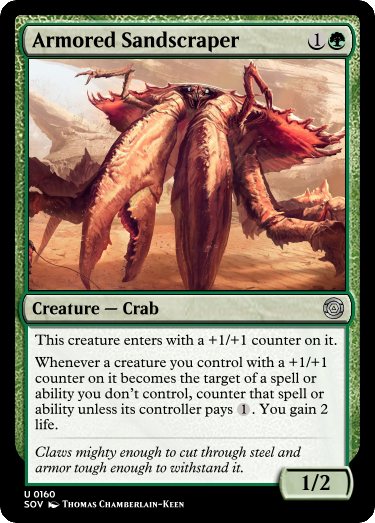 Armored Sandscraper 1
Creature — Crab
This creature enters with a +1/+1 counter on it.
Whenever a creature you control with a +1/+1
counter on it becomes the target of a spell or
ability you don't control, counter that spell or
ability unless its controller pays 1. You gain 2
life.
Claws mighty enough to cut through steel and
armor tough enough to withstand it.
1/2
U 0160
SOV Thomas Chamberlain-Keen